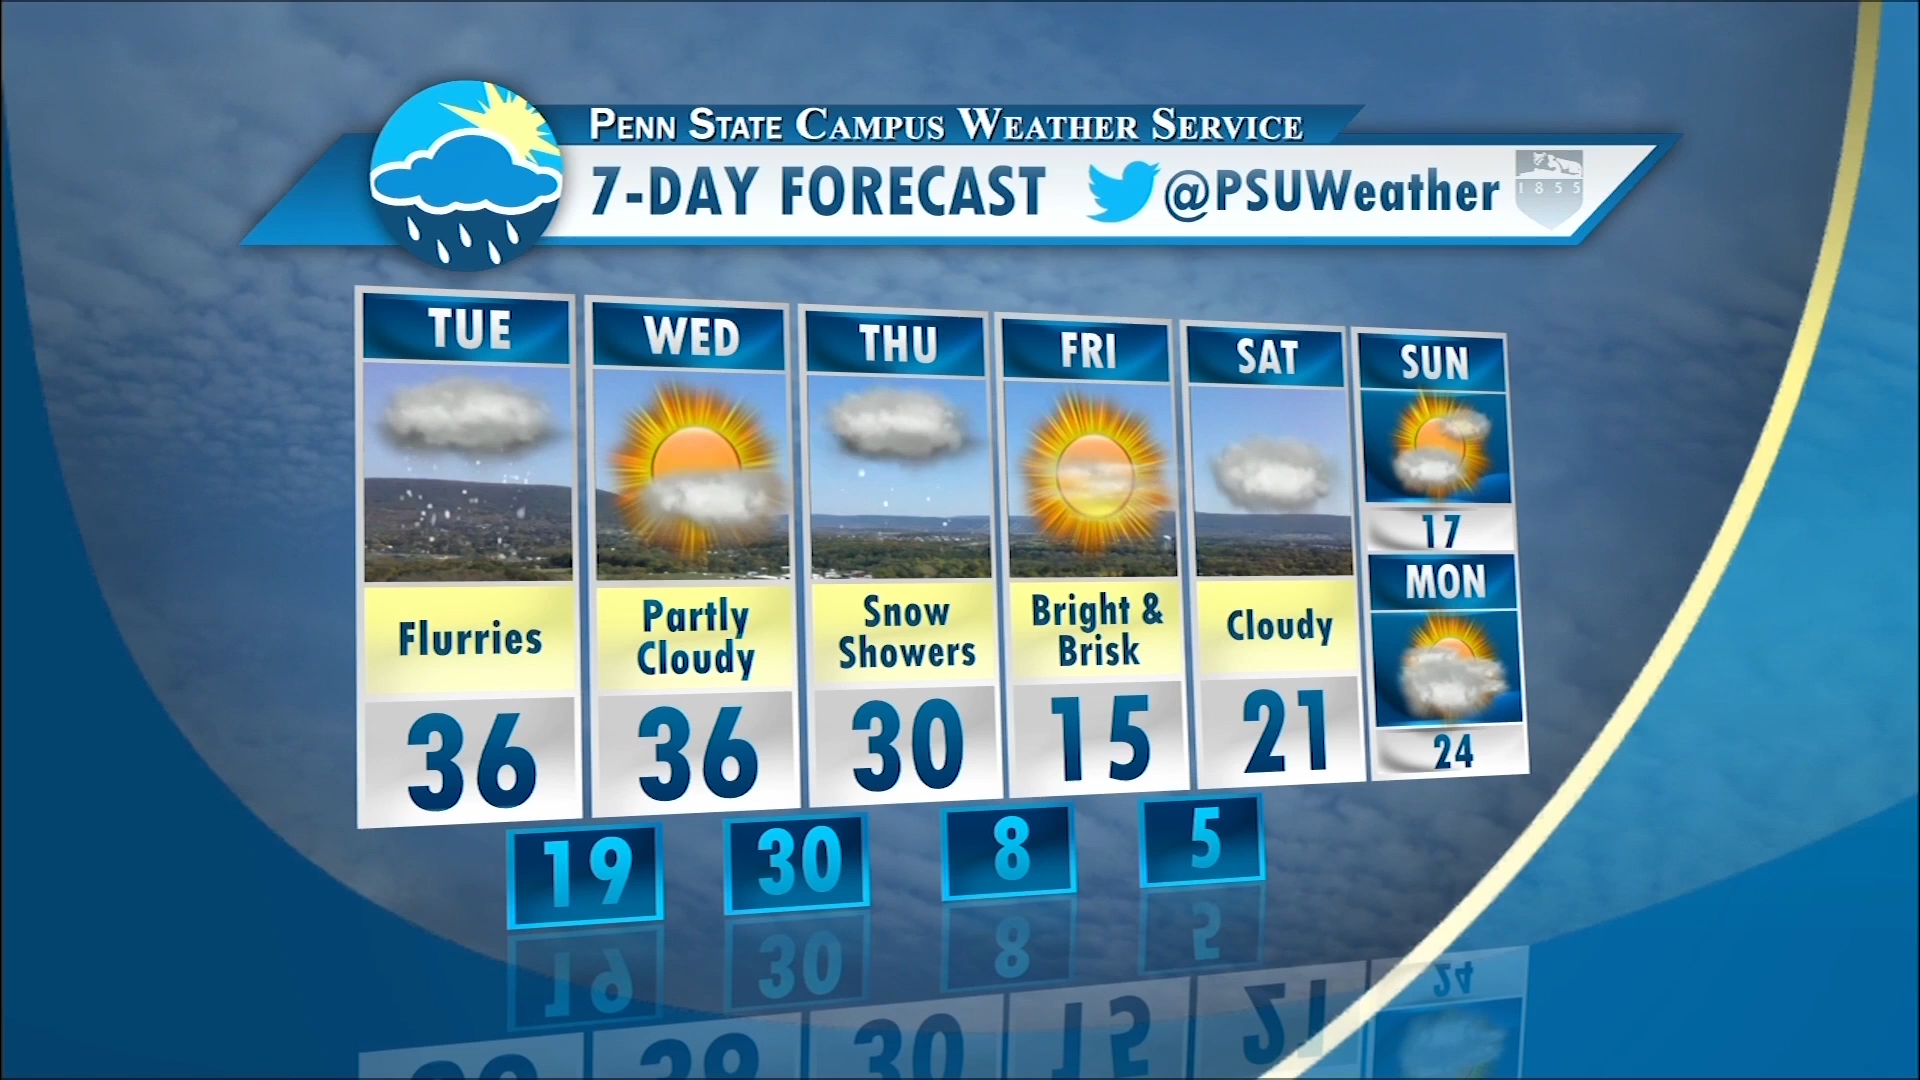 PENN STATE CAMPUS WEATHER SERVICE
7-DAY FORECAST @PSUWeather
1855
TUE
Flurries
36
WED
Partly
Cloudy
36
THU
Snow
Showers
30
FRI
Bright &
Brisk
15
SAT
Cloudy
21
SUN
17
MON
24
19
30
8
5